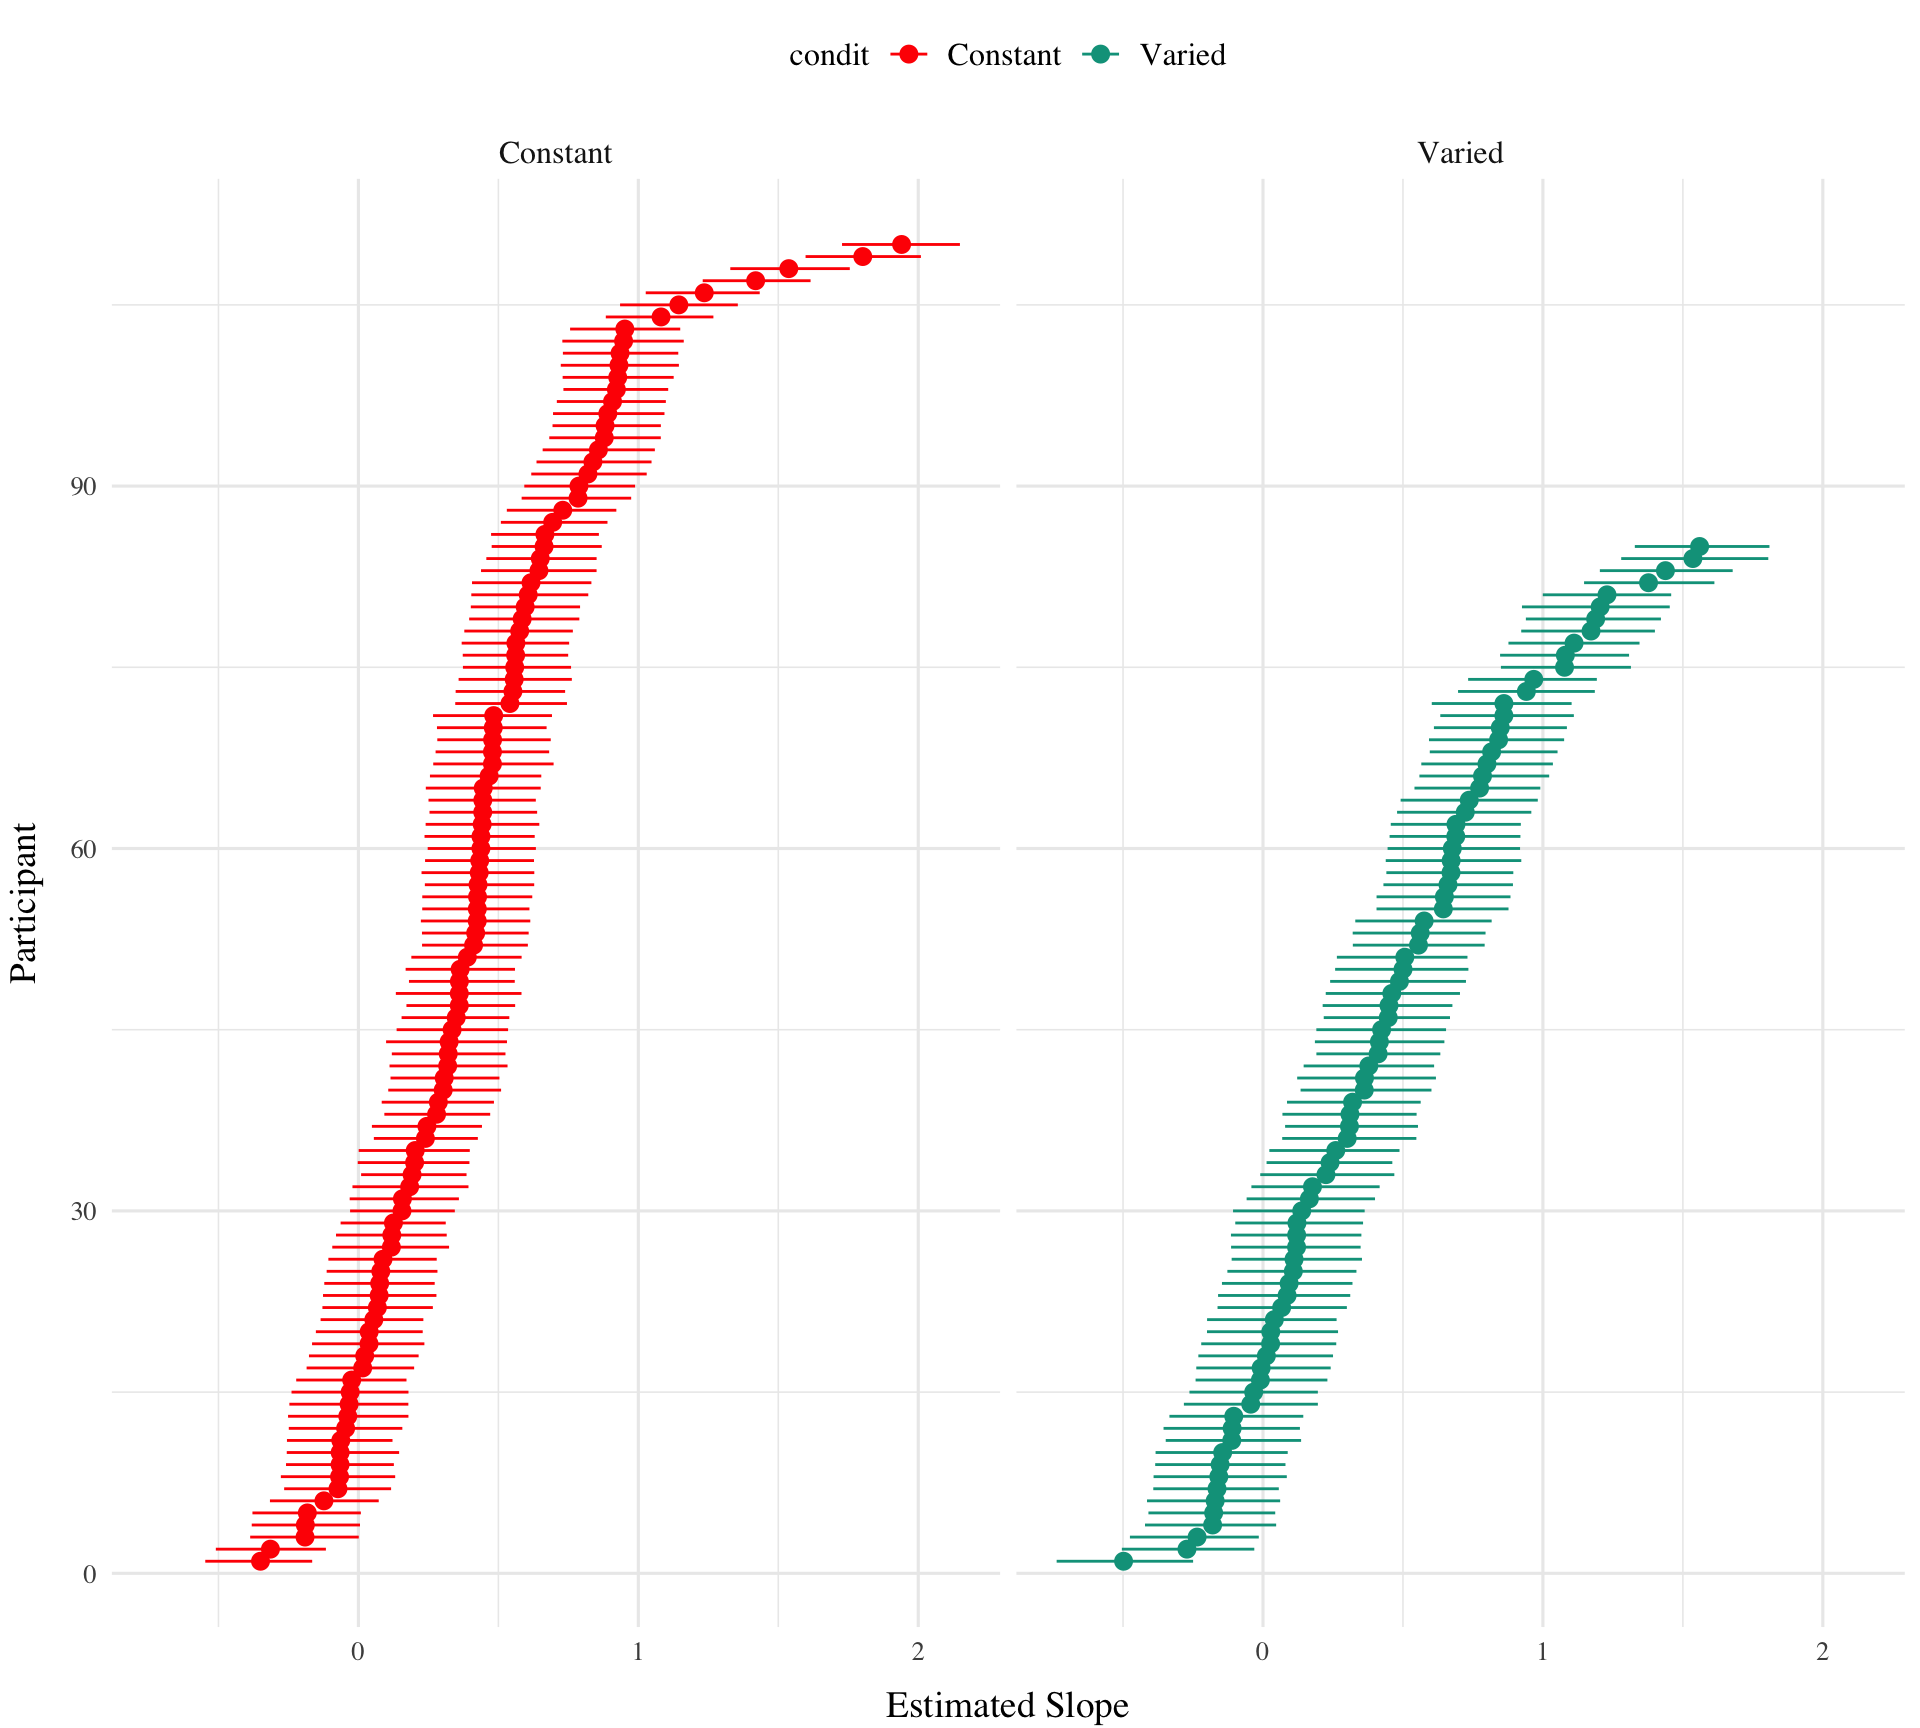 condit Constant Varied
Constant Varied
90
60
30
0
Participant
0 1 2 0 1 2
Estimated Slope